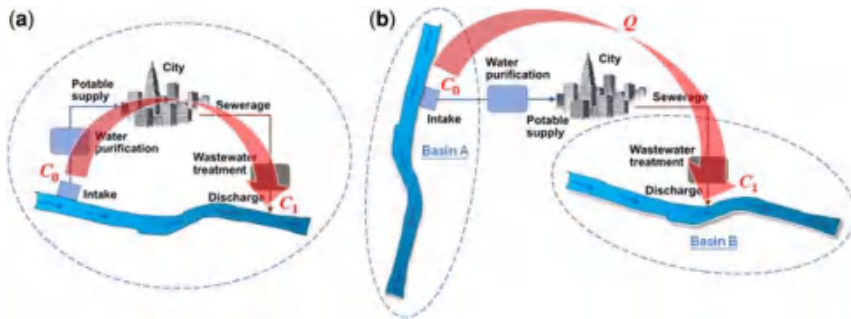 (a)
City
Potable
supply
Sewerage
Water
purification
Wastewater
treatment
C0
Intake
Discharge
C1
(b)
Q
Water
purification
City
C0
Sewerage
Intake
Potable
supply
Basin A
Wastewater
treatment
Discharge
C1
Basin B